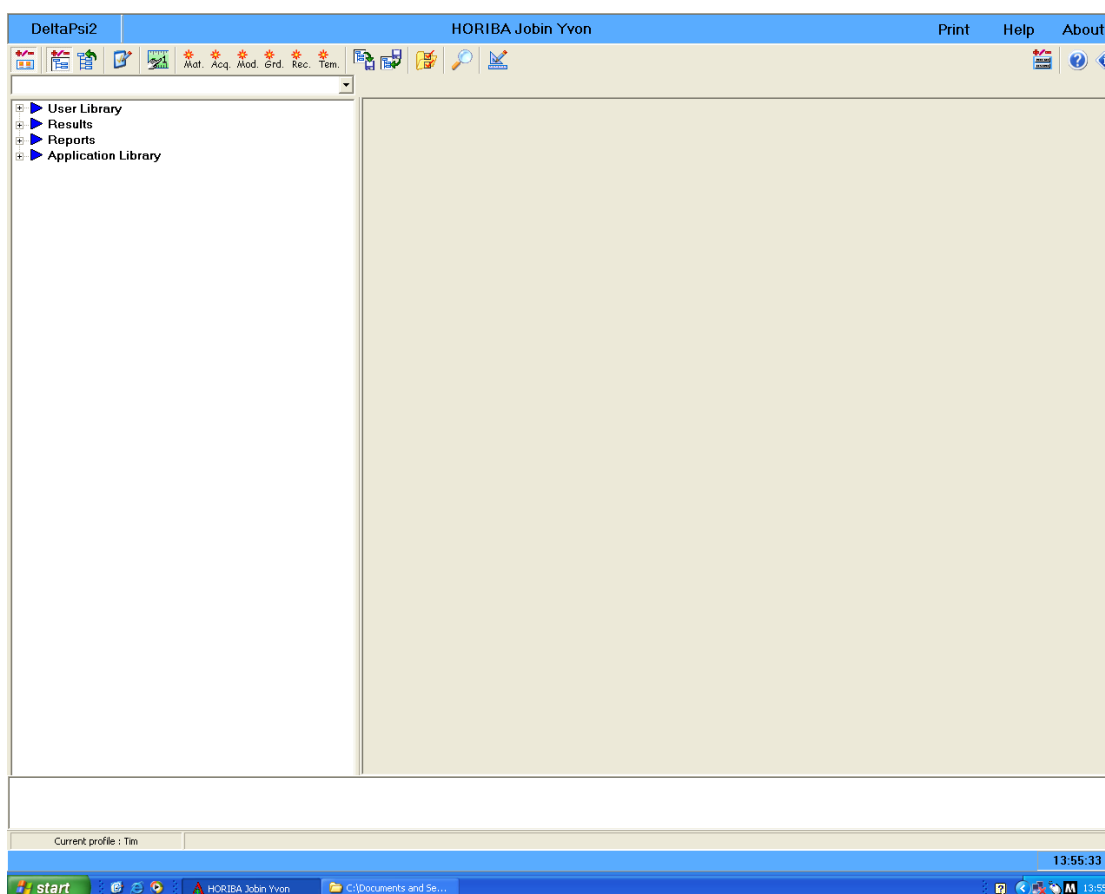 DeltaPsi2 HORIBA Jobin Yvon Print Help About
Mat. Acq. Mod. Grd. Rec. Tem.
User Library
Results
Reports
Application Library
Current profile : Tim
13:55:33
start HORIBA Jobin Yvon C:\Documents and Se...